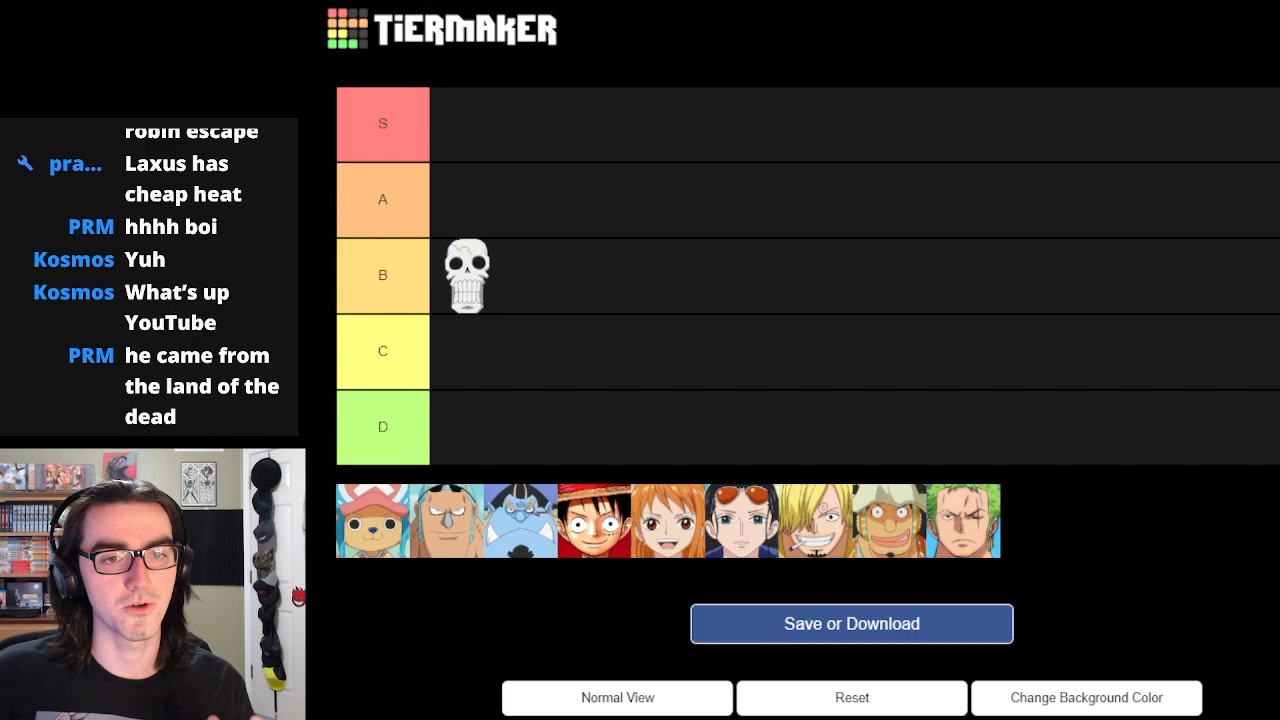 TiERMAKER
robin escape
pra... Laxus has
cheap heat
PRM hhhh boi
Kosmos Yuh
Kosmos What's up
YouTube
PRM he came from
the land of the
dead
S
A
B
C
D
Save or Download
Normal View
Reset
Change Background Color